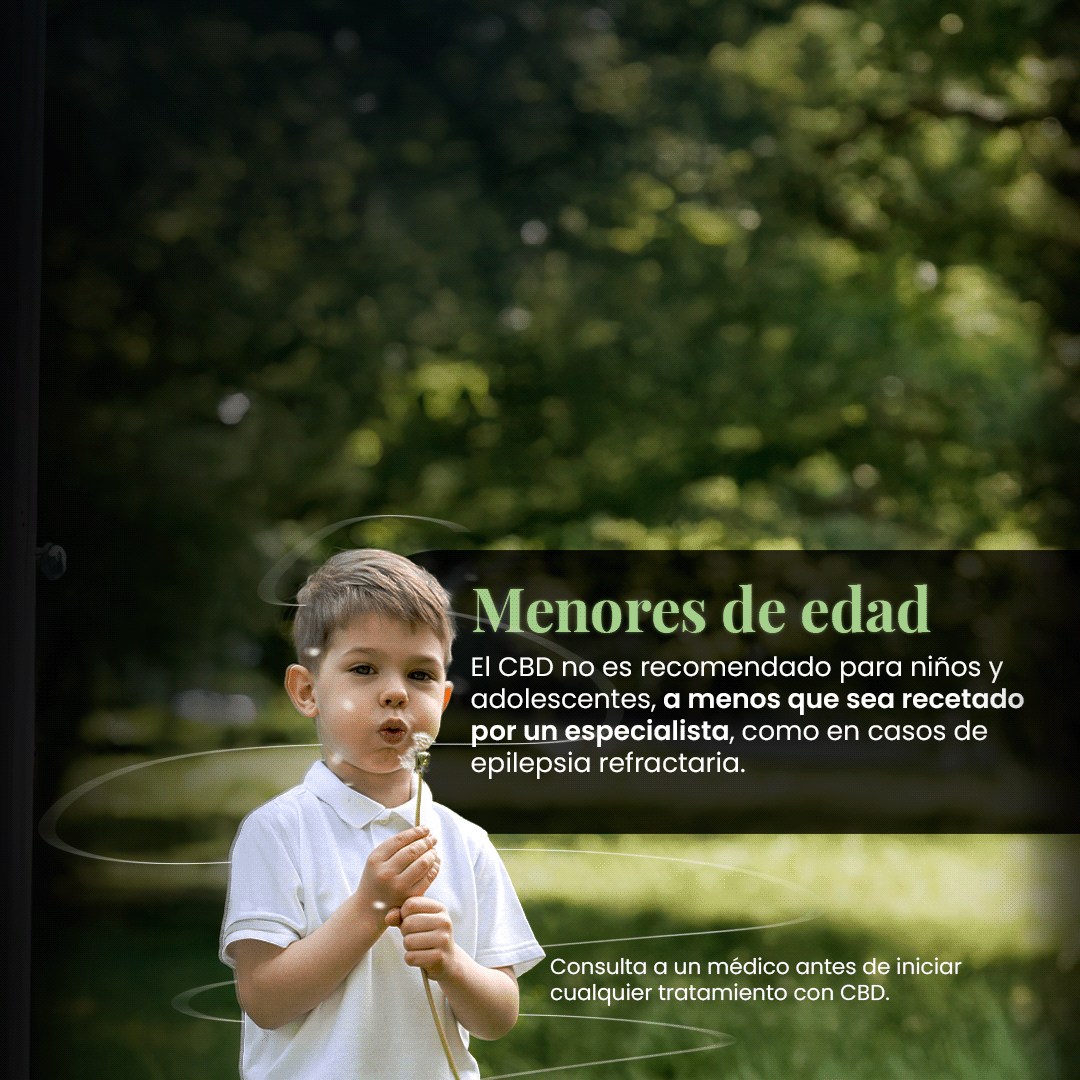 Menores de edad
El CBD no es recomendado para niños y
adolescentes, a menos que sea recetado
por un especialista, como en casos de
epilepsia refractaria.
Consulta a un médico antes de iniciar
cualquier tratamiento con CBD.